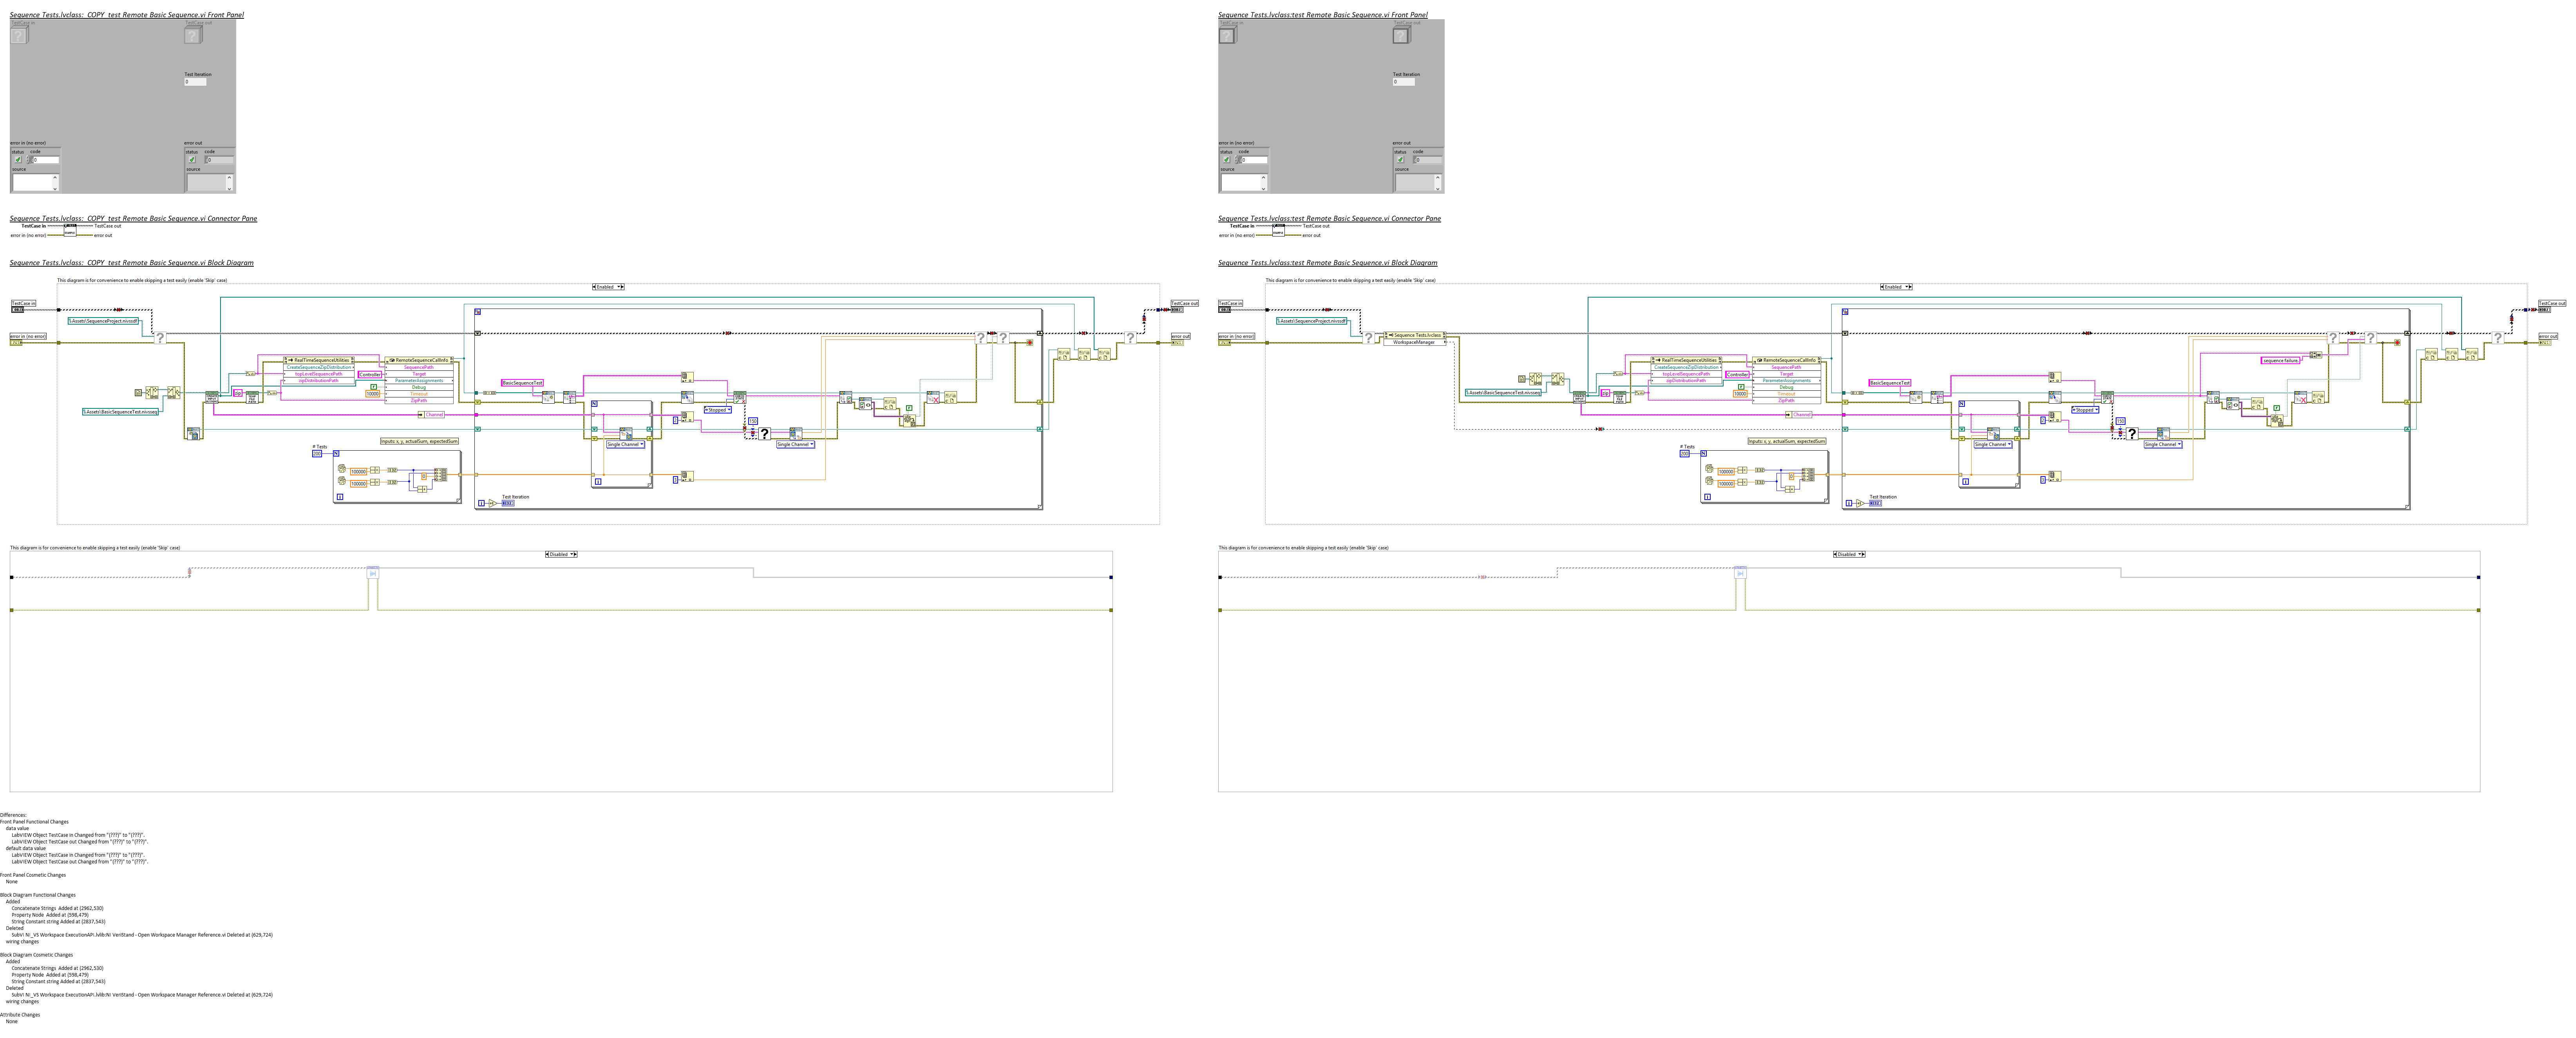 Sequence Tests.lvclass:_COPY_test Remote Basic Sequence.vi Front Panel
TestCase in
TestCase out
Test Iteration
0
error in (no error)
error out
status code
0
status code
0
source
source
Sequence Tests.lvclass:_COPY_test Remote Basic Sequence.vi Connector Pane
TestCase in
TestCase out
error in (no error)
error out
Sequence Tests.lvclass:_COPY_test Remote Basic Sequence.vi Block Diagram
This diagram is for convenience to enable skipping a test easily (enable 'Skip' case)
Enabled
TestCase in
TestCase out
\\Assets\SequenceProject.nivssdf
error in (no error)
error out
RealTimeSequenceUtilities
CreateSequenceZipDistribution
topLevelSequencePath
zipDistributionPath
RemoteSequenceCallInfo
SequencePath
Target
ParameterAssignments
Debug
Timeout
ZipPath
Controller
10000
zip
\\Assets\BasicSequenceTest.nivsseq
Channel
BasicSequenceTest
Stopped
150
Single Channel
Single Channel
Inputs: x, y, actualSum, expectedSum
# Tests
200
100000
100000
Test Iteration
This diagram is for convenience to enable skipping a test easily (enable 'Skip' case)
Disabled
Sequence Tests.lvclass:test Remote Basic Sequence.vi Front Panel
TestCase in
TestCase out
Test Iteration
0
error in (no error)
error out
status code
0
status code
0
source
source
Sequence Tests.lvclass:test Remote Basic Sequence.vi Connector Pane
TestCase in
TestCase out
error in (no error)
error out
Sequence Tests.lvclass:test Remote Basic Sequence.vi Block Diagram
This diagram is for convenience to enable skipping a test easily (enable 'Skip' case)
Enabled
TestCase in
TestCase out
\\Assets\SequenceProject.nivssdf
error in (no error)
error out
Sequence Tests.lvclass
WorkspaceManager
RealTimeSequenceUtilities
CreateSequenceZipDistribution
topLevelSequencePath
zipDistributionPath
RemoteSequenceCallInfo
SequencePath
Target
ParameterAssignments
Debug
Timeout
ZipPath
Controller
10000
zip
\\Assets\BasicSequenceTest.nivsseq
Channel
BasicSequenceTest
sequence failure:
Stopped
150
Single Channel
Single Channel
Inputs: x, y, actualSum, expectedSum
# Tests
200
100000
100000
Test Iteration
This diagram is for convenience to enable skipping a test easily (enable 'Skip' case)
Disabled
Differences:
Front Panel Functional Changes
data value
LabVIEW Object TestCase in Changed from "(???)" to "(???)".
LabVIEW Object TestCase out Changed from "(???)" to "(???)".
default data value
LabVIEW Object TestCase in Changed from "(???)" to "(???)".
LabVIEW Object TestCase out Changed from "(???)" to "(???)".
Front Panel Cosmetic Changes
None
Block Diagram Functional Changes
Added
Concatenate Strings Added at (2962,530)
Property Node Added at (598,479)
String Constant string Added at (2837,543)
Deleted
SubVI NI_VS Workspace ExecutionAPI.lvlib:NI VeriStand - Open Workspace Manager Reference.vi Deleted at (629,724)
wiring changes
Block Diagram Cosmetic Changes
Added
Concatenate Strings Added at (2962,530)
Property Node Added at (598,479)
String Constant string Added at (2837,543)
Deleted
SubVI NI_VS Workspace ExecutionAPI.lvlib:NI VeriStand - Open Workspace Manager Reference.vi Deleted at (629,724)
wiring changes
Attribute Changes
None